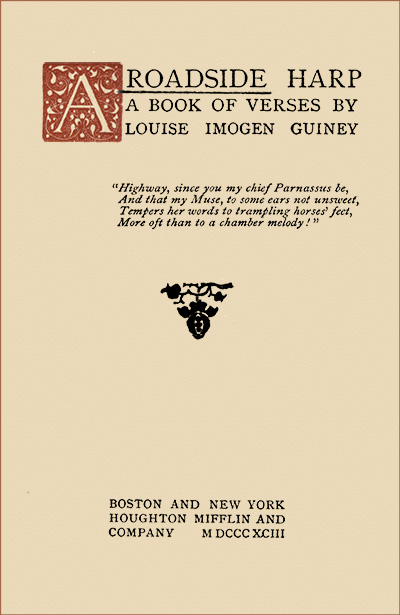 A ROADSIDE HARP
A BOOK OF VERSES BY
LOUISE IMOGEN GUINEY
"Highway, since you my chief Parnassus be,
And that my Muse, to some ears not unsweet,
Tempers her words to trampling horses' feet,
More oft than to a chamber melody!"
BOSTON AND NEW YORK
HOUGHTON MIFFLIN AND
COMPANY M DCCC XCIII